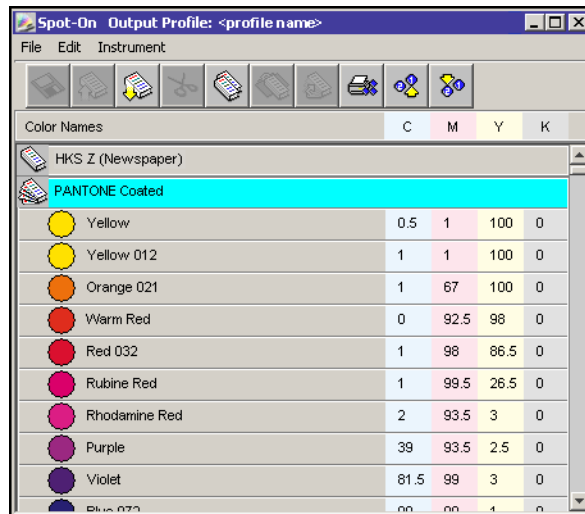 Spot-On Output Profile: <profile name>
File Edit Instrument
Color Names C M Y K
HKS Z (Newspaper)
PANTONE Coated
Yellow 0.5 1 100 0
Yellow 012 1 1 100 0
Orange 021 1 67 100 0
Warm Red 0 92.5 98 0
Red 032 1 98 86.5 0
Rubine Red 1 99.5 26.5 0
Rhodamine Red 2 93.5 3 0
Purple 39 93.5 2.5 0
Violet 81.5 99 3 0
Blue 072